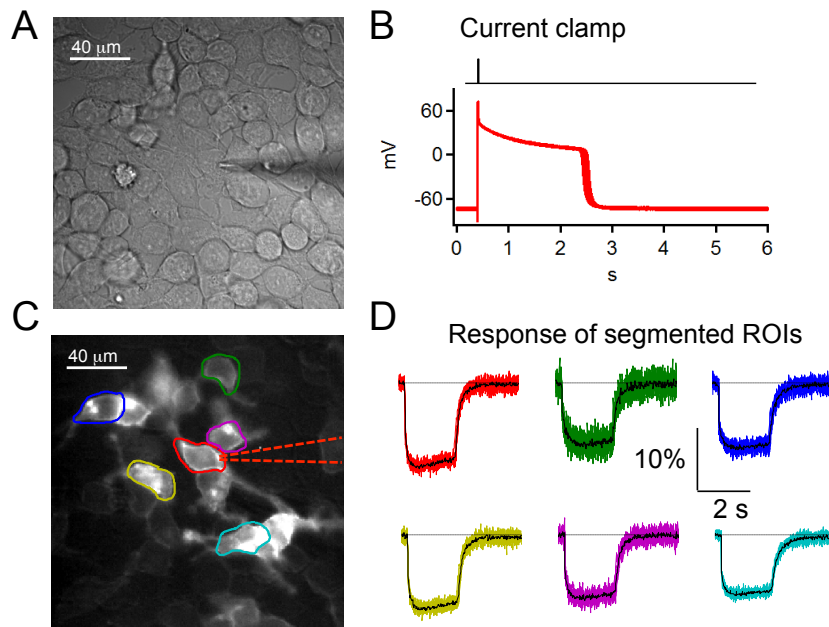 A
40 μm
B
Current clamp
60
0
-60
mV
0 1 2 3 4 5 6
s
C
40 μm
D
Response of segmented ROIs
10%
2 s